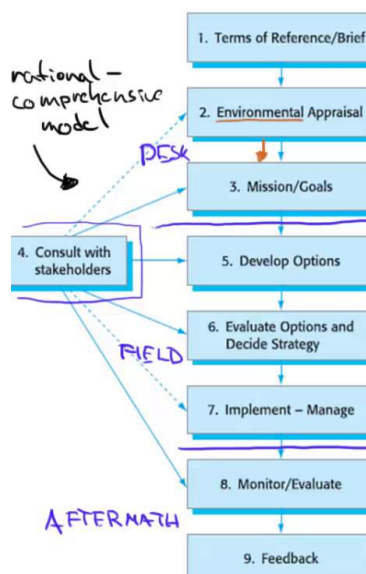 1. Terms of Reference/Brief
rational-
comprehensive
model
2. Environmental Appraisal
DESK
3. Mission/Goals
4. Consult with
stakeholders
5. Develop Options
6. Evaluate Options and
Decide Strategy
FIELD
7. Implement – Manage
8. Monitor/Evaluate
AFTERMATH
9. Feedback